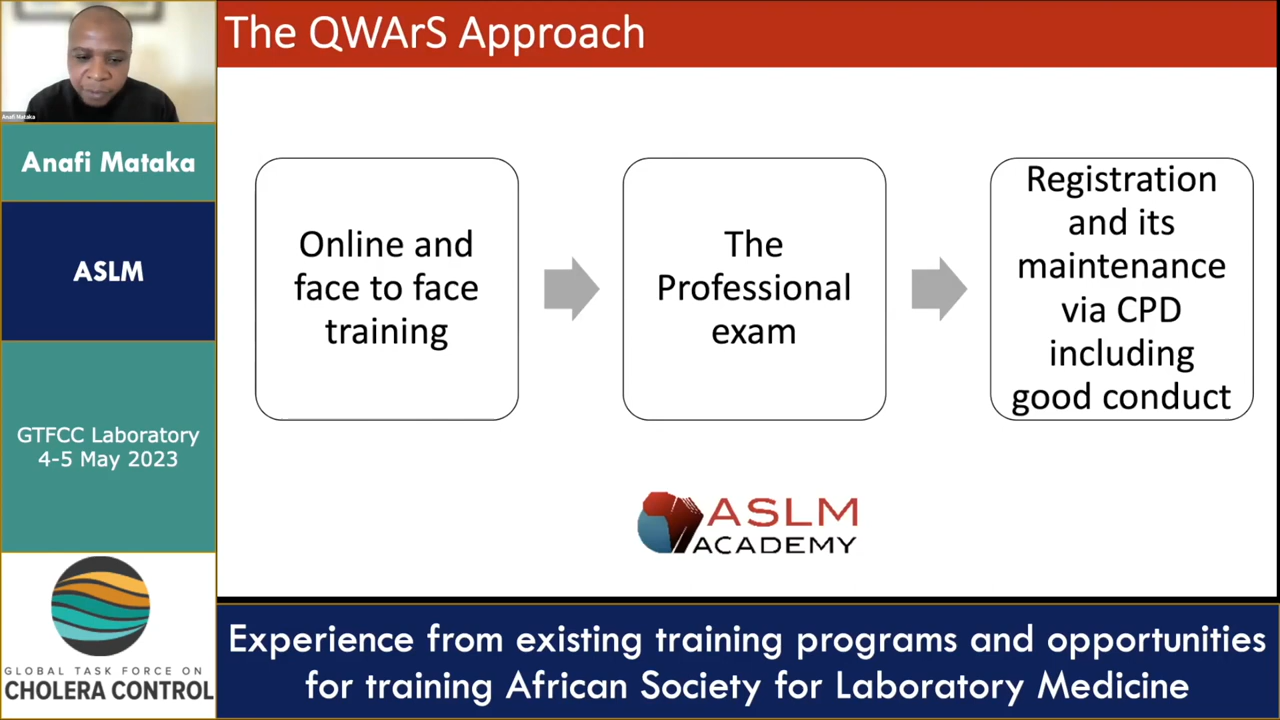 The QWArS Approach
Anafi Mataka
Anafi Mataka
ASLM
GTFCC Laboratory
4-5 May 2023
GLOBAL TASK FORCE ON
CHOLERA CONTROL
Online and
face to face
training
The
Professional
exam
Registration
and its
maintenance
via CPD
including
good conduct
ASLM
ACADEMY
Experience from existing training programs and opportunities
for training African Society for Laboratory Medicine